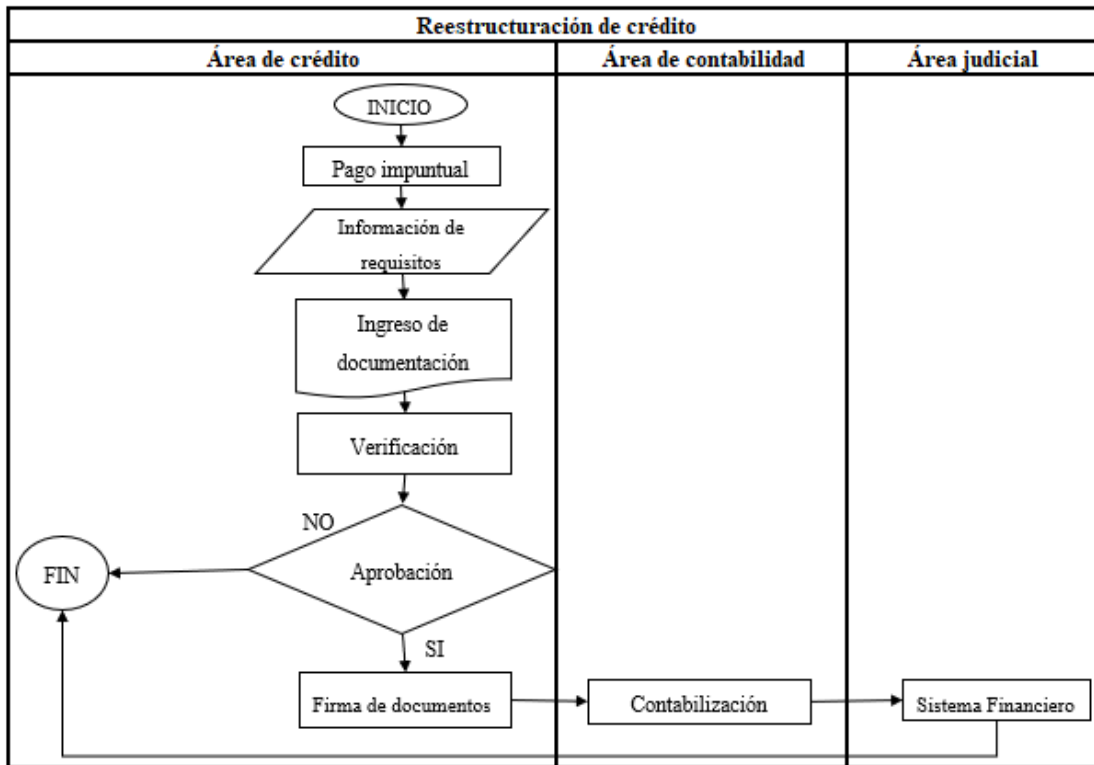 Reestructuración de crédito
Área de crédito
Área de contabilidad
Área judicial
INICIO
Pago impuntual
Información de
requisitos
Ingreso de
documentación
Verificación
NO
FIN
Aprobación
SI
Firma de documentos
Contabilización
Sistema Financiero